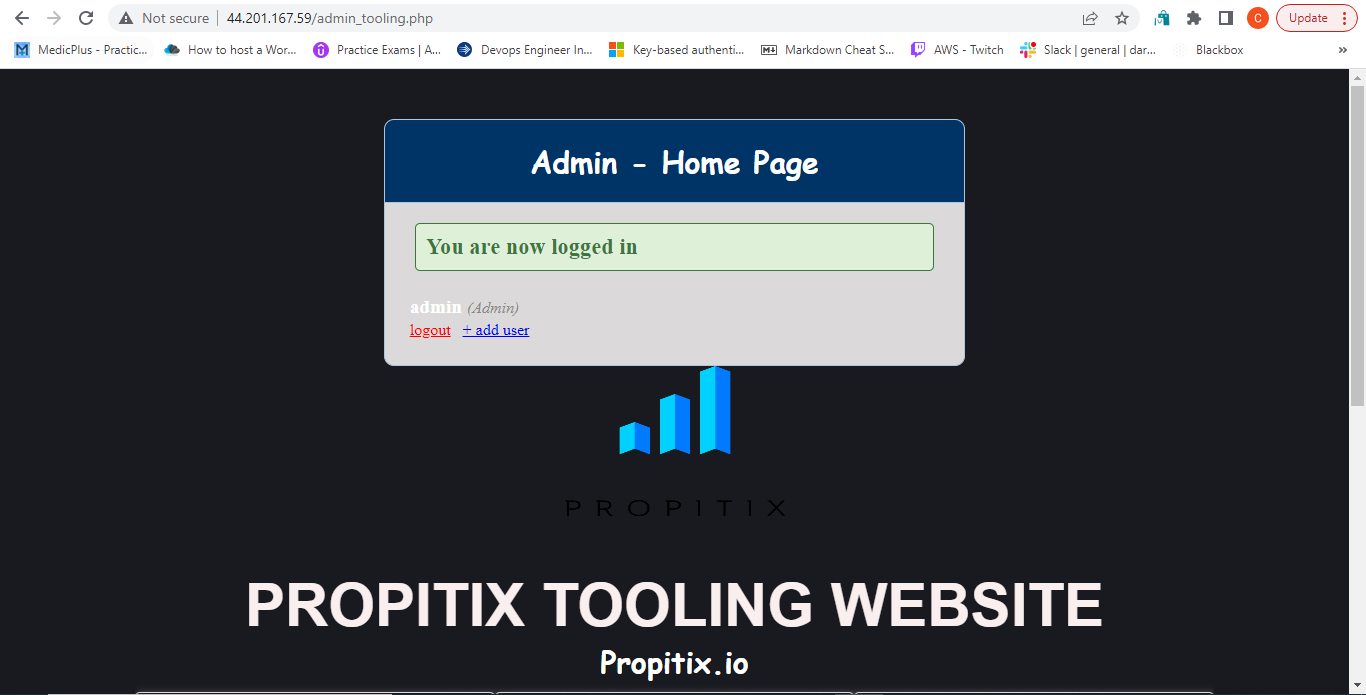 Not secure 44.201.167.59/admin_tooling.php C Update
MedicPlus - Practic... How to host a Wor... Practice Exams | A... Devops Engineer In... Key-based authenti... Markdown Cheat S... AWS - Twitch Slack | general | dar... Blackbox »
Admin - Home Page
You are now logged in
admin (Admin)
logout + add user
PROPITIX
PROPITIX TOOLING WEBSITE
Propitix.io